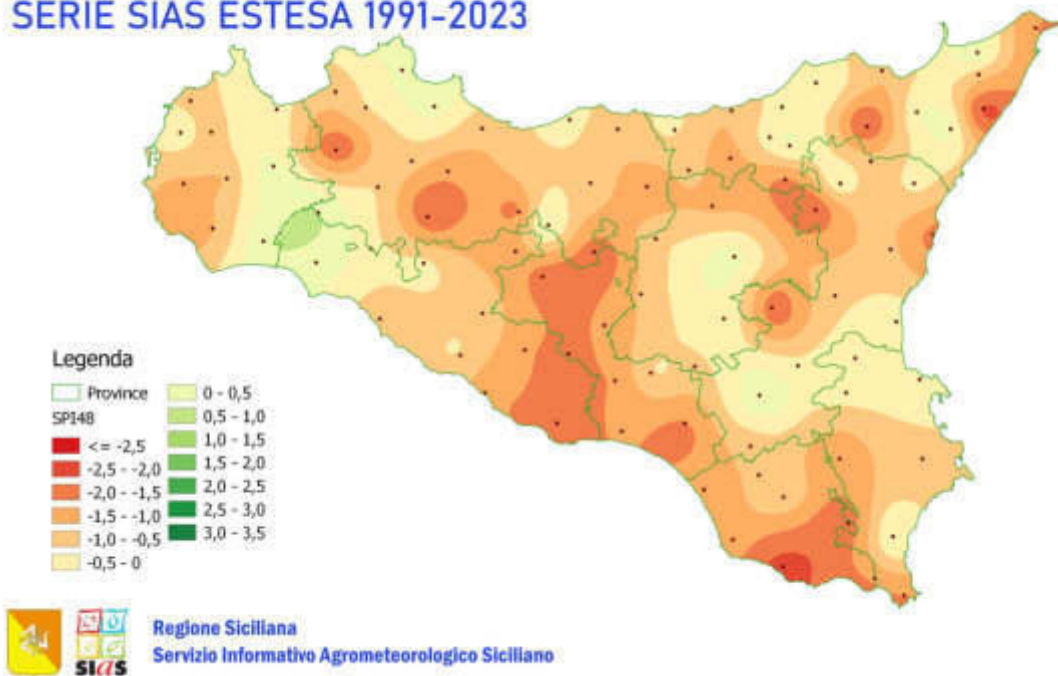 SERIE SIAS ESTESA 1991-2023
Legenda
Province
SPI48
<= -2,5
-2,5 - -2,0
-2,0 - -1,5
-1,5 - -1,0
-1,0 - -0,5
-0,5 - 0
0 - 0,5
0,5 - 1,0
1,0 - 1,5
1,5 - 2,0
2,0 - 2,5
2,5 - 3,0
3,0 - 3,5
SIAS
Regione Siciliana
Servizio Informativo Agrometeorologico Siciliano